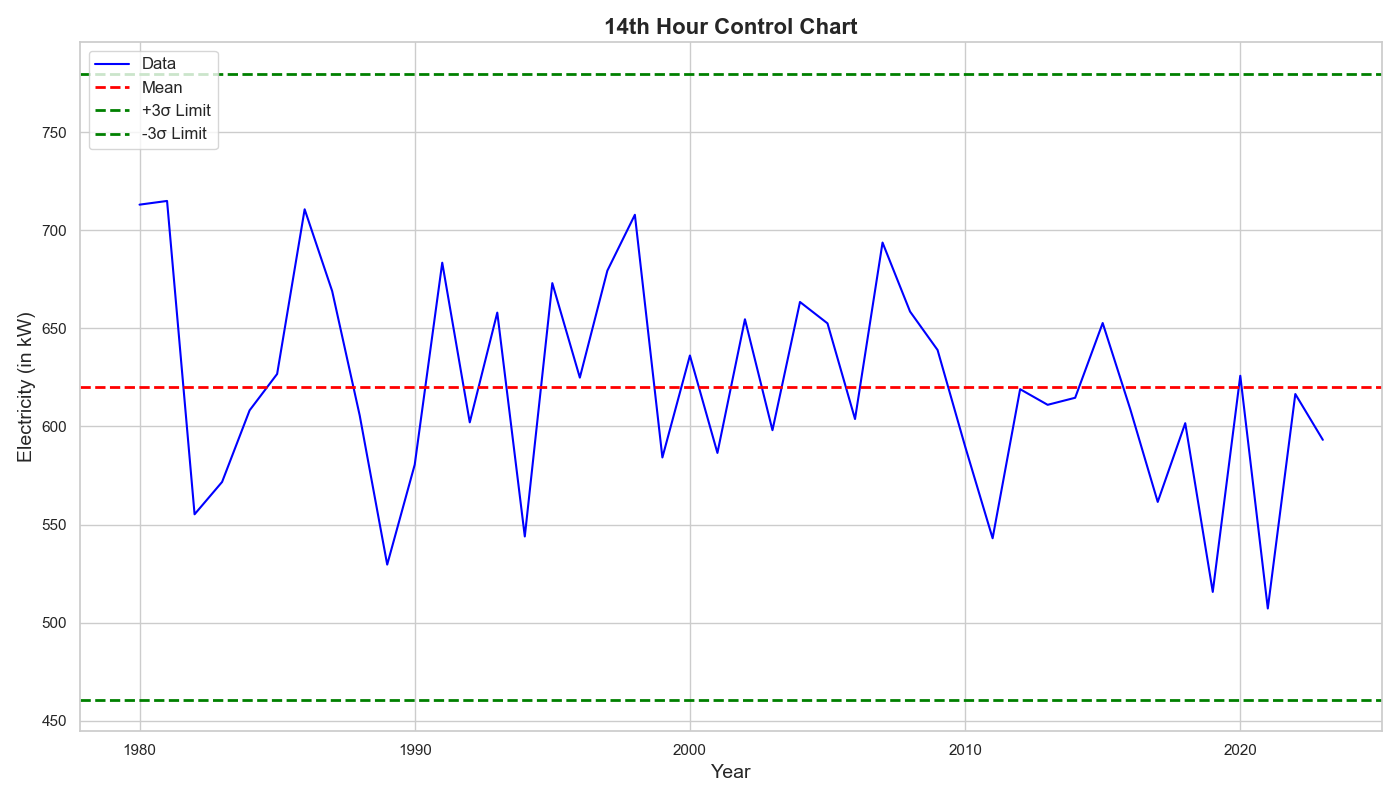 14th Hour Control Chart
Data
Mean
+3σ Limit
-3σ Limit
Electricity (in kW)
750
700
650
600
550
500
450
1980
1990
2000
2010
2020
Year